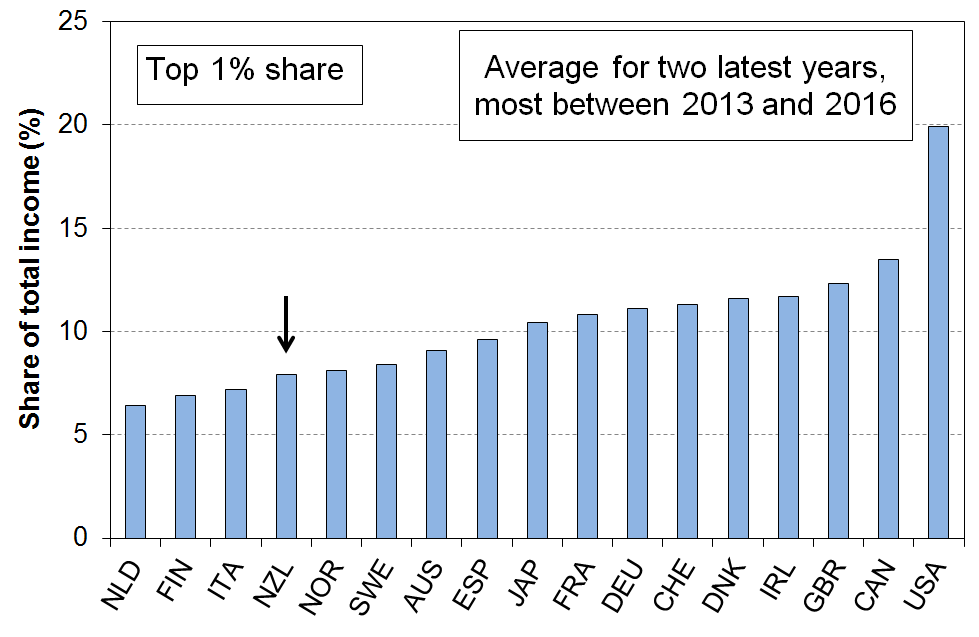 Top 1% share
Average for two latest years,
most between 2013 and 2016
Share of total income (%)
25
20
15
10
5
0
NLD
FIN
ITA
NZL
NOR
SWE
AUS
ESP
JAP
FRA
DEU
CHE
DNK
IRL
GBR
CAN
USA